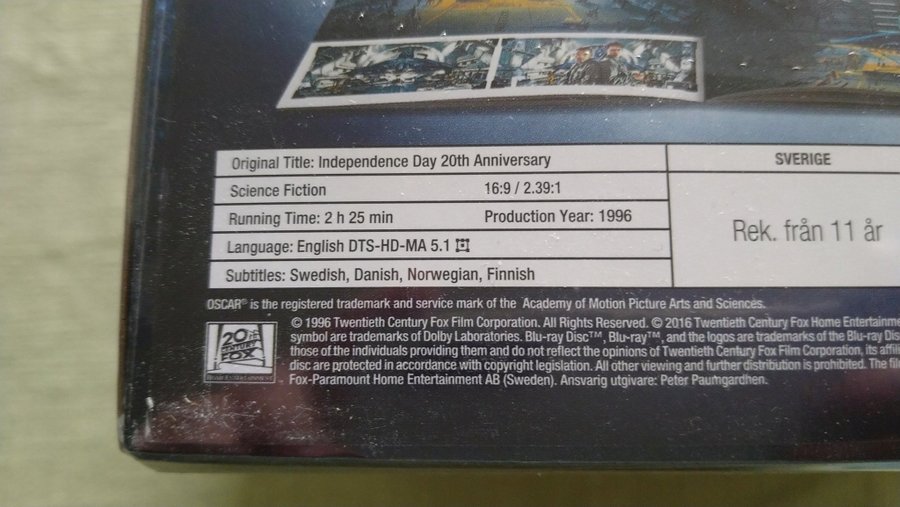 Original Title: Independence Day 20th Anniversary
Science Fiction 16:9 / 2.39:1
Running Time: 2 h 25 min Production Year: 1996
Language: English DTS-HD-MA 5.1
Subtitles: Swedish, Danish, Norwegian, Finnish
SVERIGE
Rek. från 11 år
OSCAR® is the registered trademark and service mark of the Academy of Motion Picture Arts and Sciences.
20th
CENTURY
FOX
© 1996 Twentieth Century Fox Film Corporation. All Rights Reserved. © 2016 Twentieth Century Fox Home Entertainme
symbol are trademarks of Dolby Laboratories. Blu-ray Disc™, Blu-ray™, and the logos are trademarks of the Blu-ray Dis
those of the individuals providing them and do not reflect the opinions of Twentieth Century Fox Film Corporation, its affili
disc are protected in accordance with copyright legislation. All other viewing and further distribution is prohibited. The fil
Fox-Paramount Home Entertainment AB (Sweden). Ansvarig utgivare: Peter Paumgardhen.